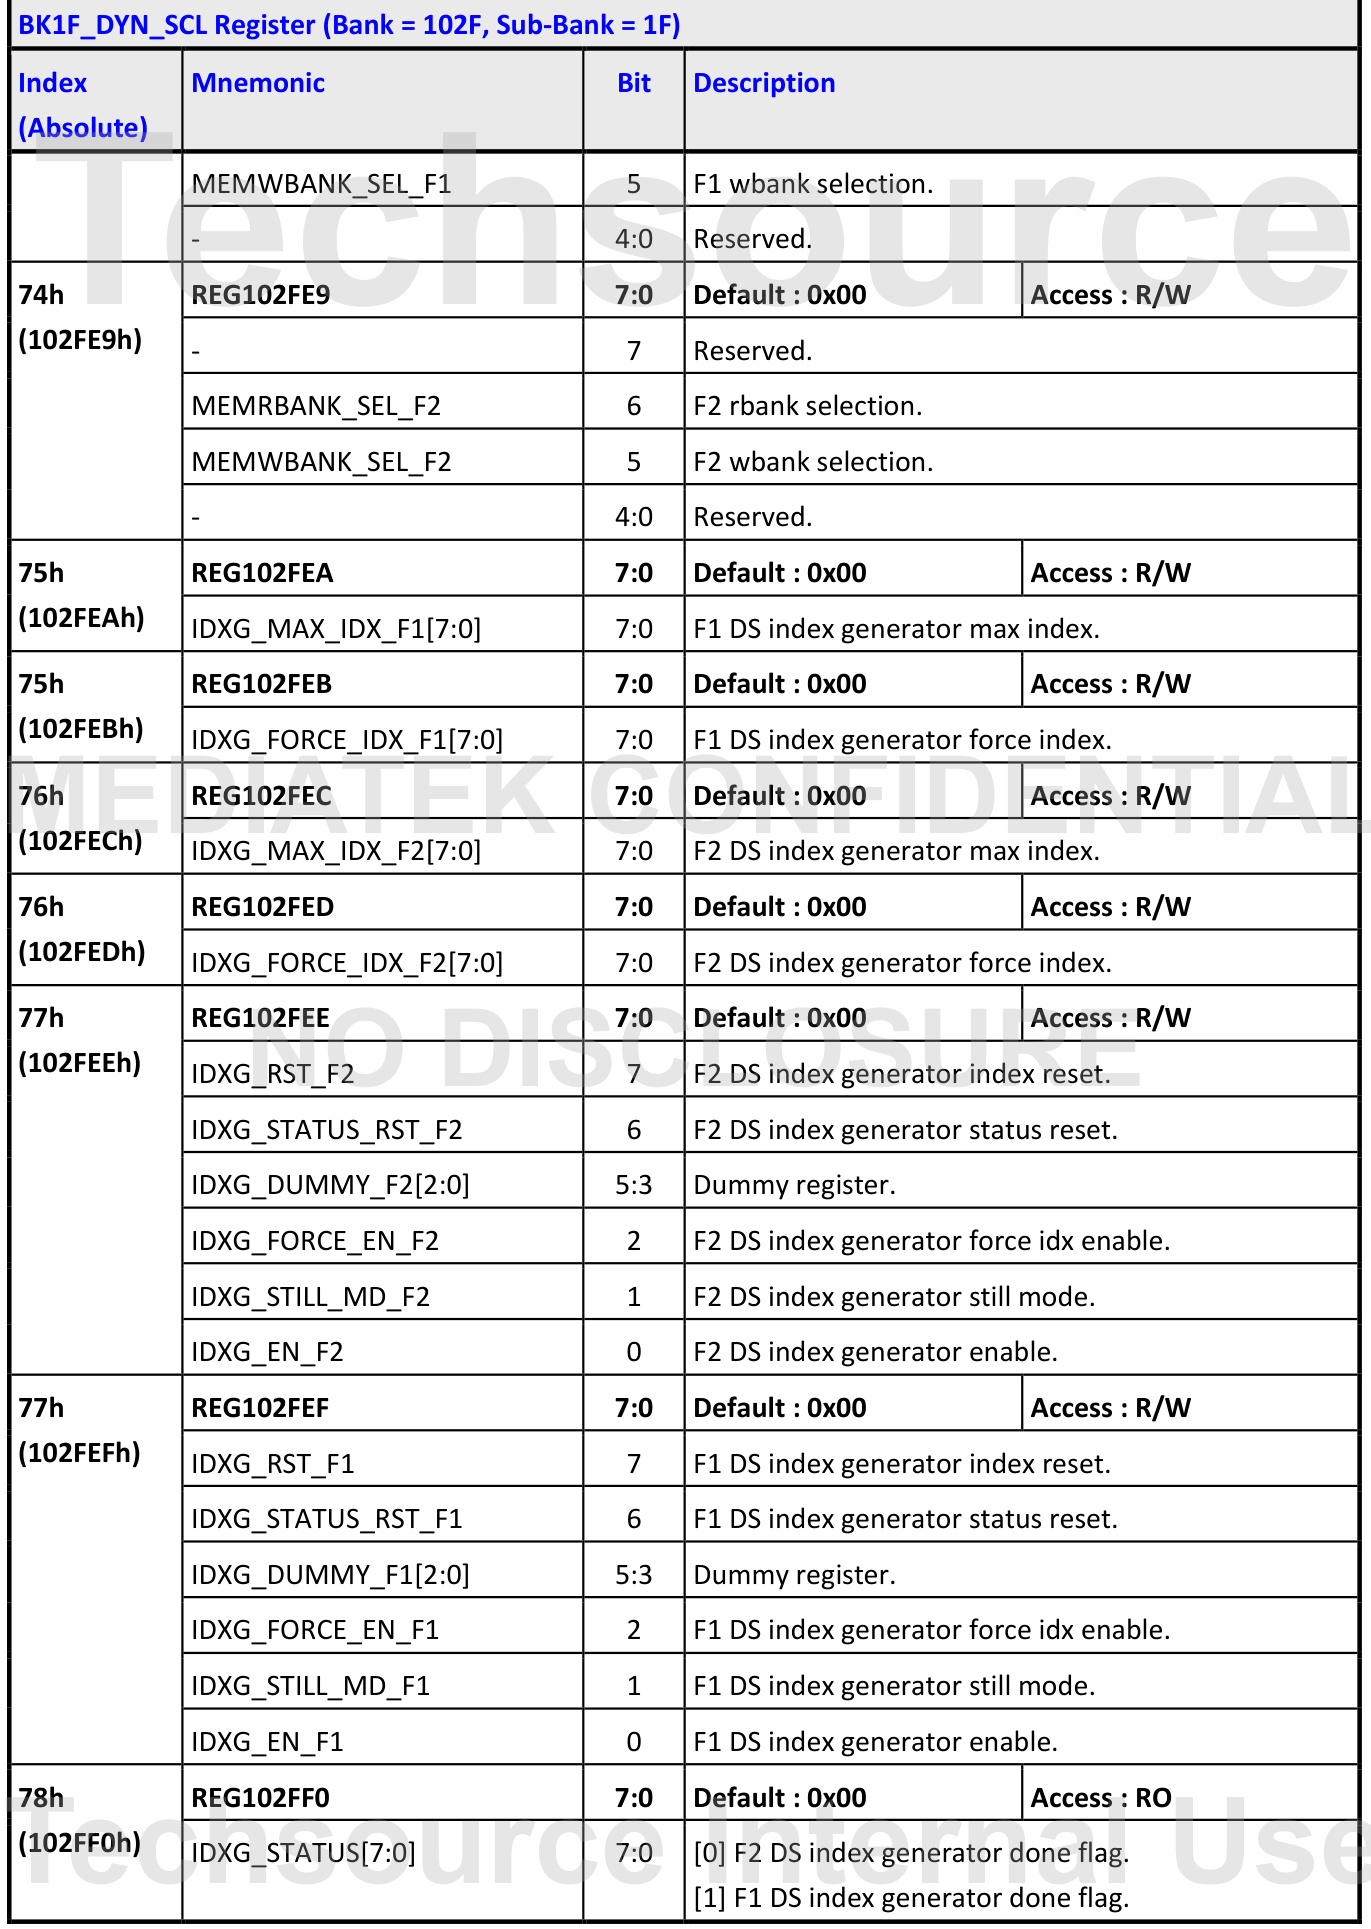 BK1F_DYN_SCL Register (Bank = 102F, Sub-Bank = 1F)
Index (Absolute) Mnemonic Bit Description
MEMWBANK_SEL_F1 5 F1 wbank selection.
- 4:0 Reserved.
74h (102FE9h) REG102FE9 7:0 Default : 0x00 Access : R/W
- 7 Reserved.
MEMRBANK_SEL_F2 6 F2 rbank selection.
MEMWBANK_SEL_F2 5 F2 wbank selection.
- 4:0 Reserved.
75h (102FEAh) REG102FEA 7:0 Default : 0x00 Access : R/W
IDXG_MAX_IDX_F1[7:0] 7:0 F1 DS index generator max index.
75h (102FEBh) REG102FEB 7:0 Default : 0x00 Access : R/W
IDXG_FORCE_IDX_F1[7:0] 7:0 F1 DS index generator force index.
76h (102FECh) REG102FEC 7:0 Default : 0x00 Access : R/W
IDXG_MAX_IDX_F2[7:0] 7:0 F2 DS index generator max index.
76h (102FEDh) REG102FED 7:0 Default : 0x00 Access : R/W
IDXG_FORCE_IDX_F2[7:0] 7:0 F2 DS index generator force index.
77h (102FEEh) REG102FEE 7:0 Default : 0x00 Access : R/W
IDXG_RST_F2 7 F2 DS index generator index reset.
IDXG_STATUS_RST_F2 6 F2 DS index generator status reset.
IDXG_DUMMY_F2[2:0] 5:3 Dummy register.
IDXG_FORCE_EN_F2 2 F2 DS index generator force idx enable.
IDXG_STILL_MD_F2 1 F2 DS index generator still mode.
IDXG_EN_F2 0 F2 DS index generator enable.
77h (102FEFh) REG102FEF 7:0 Default : 0x00 Access : R/W
IDXG_RST_F1 7 F1 DS index generator index reset.
IDXG_STATUS_RST_F1 6 F1 DS index generator status reset.
IDXG_DUMMY_F1[2:0] 5:3 Dummy register.
IDXG_FORCE_EN_F1 2 F1 DS index generator force idx enable.
IDXG_STILL_MD_F1 1 F1 DS index generator still mode.
IDXG_EN_F1 0 F1 DS index generator enable.
78h (102FF0h) REG102FF0 7:0 Default : 0x00 Access : RO
IDXG_STATUS[7:0] 7:0 [0] F2 DS index generator done flag.
[1] F1 DS index generator done flag.
Techsource
MEDIATEK CONFIDENTIAL
NO DISCLOSURE
Techsource Internal Use